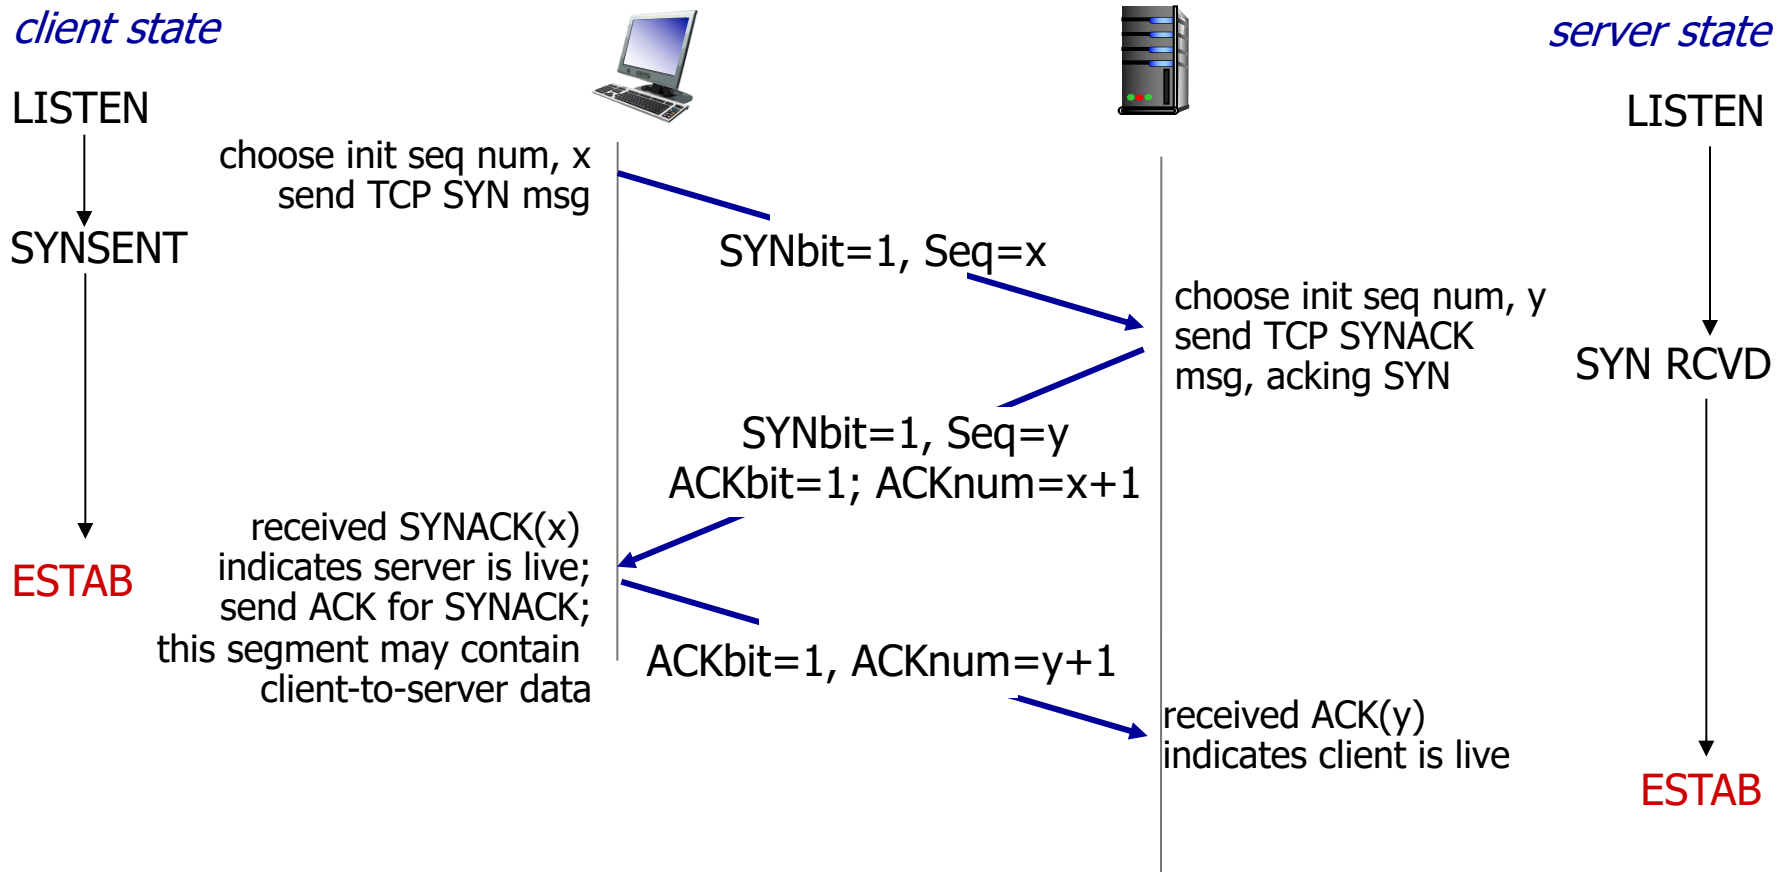 client state
server state
LISTEN
LISTEN
choose init seq num, x
send TCP SYN msg
SYNSENT
SYNbit=1, Seq=x
choose init seq num, y
send TCP SYNACK
msg, acking SYN
SYN RCVD
SYNbit=1, Seq=y
ACKbit=1; ACKnum=x+1
received SYNACK(x)
indicates server is live;
send ACK for SYNACK;
this segment may contain
client-to-server data
ESTAB
ACKbit=1, ACKnum=y+1
received ACK(y)
indicates client is live
ESTAB